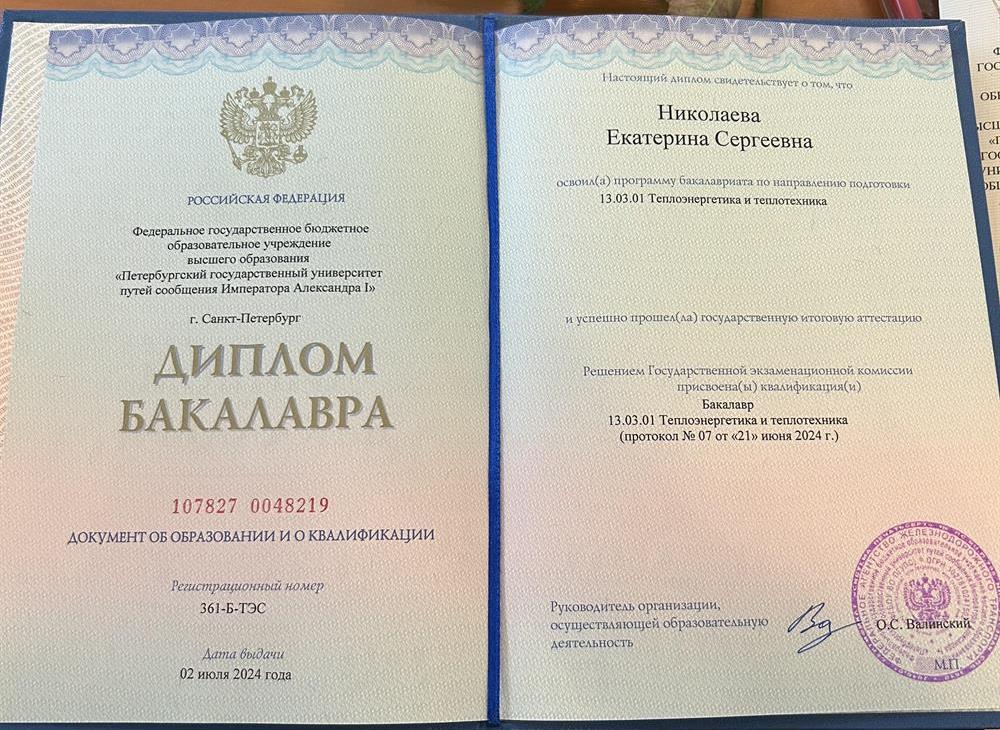 РОССИЙСКАЯ ФЕДЕРАЦИЯ
Федеральное государственное бюджетное
образовательное учреждение
высшего образования
«Петербургский государственный университет
путей сообщения Императора Александра I»
г. Санкт-Петербург
ДИПЛОМ
БАКАЛАВРА
107827 0048219
ДОКУМЕНТ ОБ ОБРАЗОВАНИИ И О КВАЛИФИКАЦИИ
Регистрационный номер
361-Б-ТЭС
Дата выдачи
02 июля 2024 года
Настоящий диплом свидетельствует о том, что
Николаева
Екатерина Сергеевна
освоил(а) программу бакалавриата по направлению подготовки
13.03.01 Теплоэнергетика и теплотехника
и успешно прошел(ла) государственную итоговую аттестацию
Решением Государственной экзаменационной комиссии
присвоена(ы) квалификация(и)
Бакалавр
13.03.01 Теплоэнергетика и теплотехника
(протокол № 07 от «21» июня 2024 г.)
Руководитель организации,
осуществляющей образовательную
деятельность
О.С. Валинский
М.П.
ФЕДЕРАЛЬНОЕ АГЕНТСТВО ЖЕЛЕЗНОДОРОЖНОГО ТРАНСПОРТА